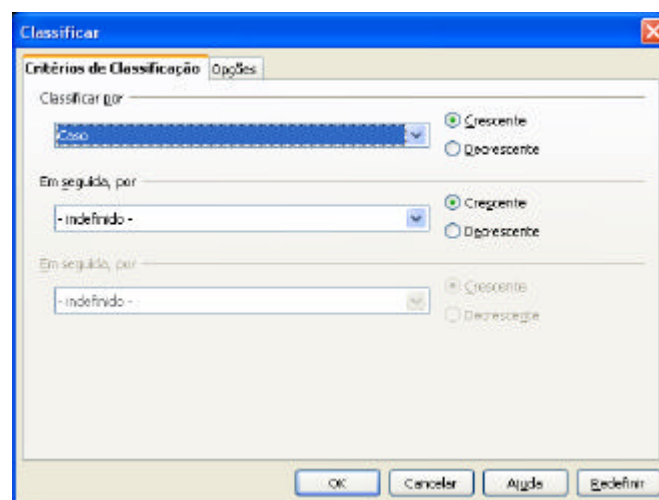 Classificar
Critérios de Classificação Opções
Classificar por
Caso
Crescente
Decrescente
Em seguida, por
- indefinido -
Crescente
Decrescente
Em seguida, por
- indefinido -
Crescente
Decrescente
OK Cancelar Ajuda Redefinir